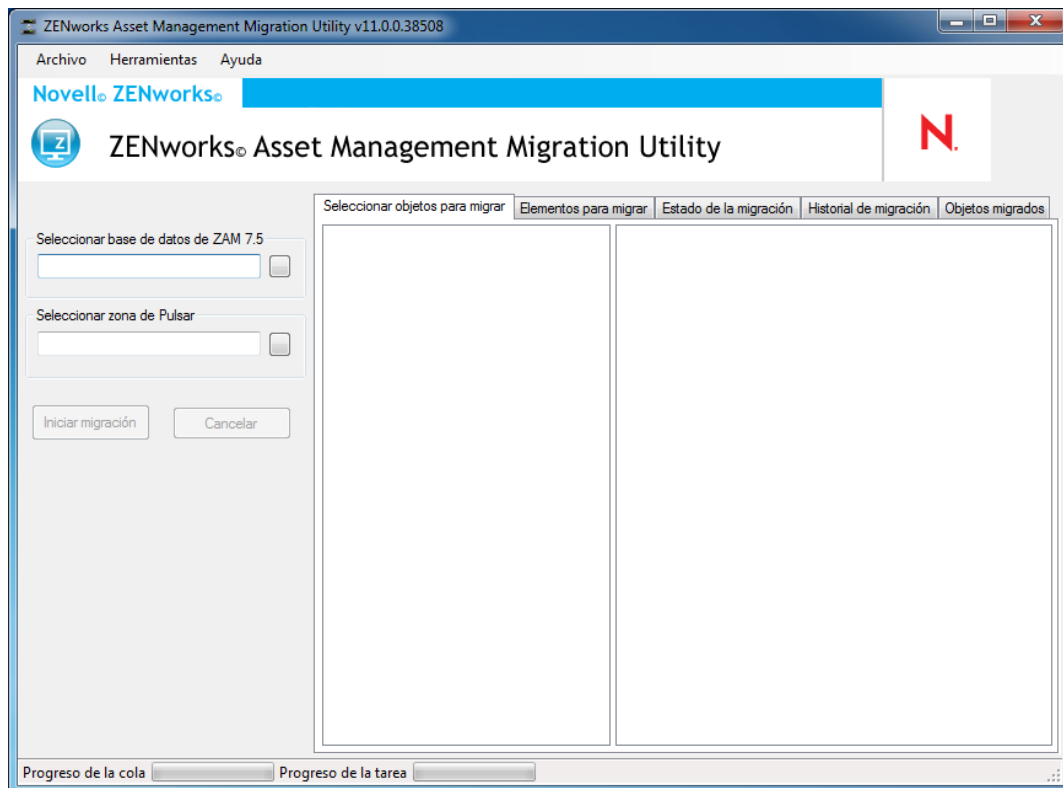 ZENworks Asset Management Migration Utility v11.0.0.38508
Archivo Herramientas Ayuda
Novell© ZENworks©
ZENworks© Asset Management Migration Utility
N.
Seleccionar objetos para migrar Elementos para migrar Estado de la migración Historial de migración Objetos migrados
Seleccionar base de datos de ZAM 7.5
Seleccionar zona de Pulsar
Iniciar migración Cancelar
Progreso de la cola Progreso de la tarea